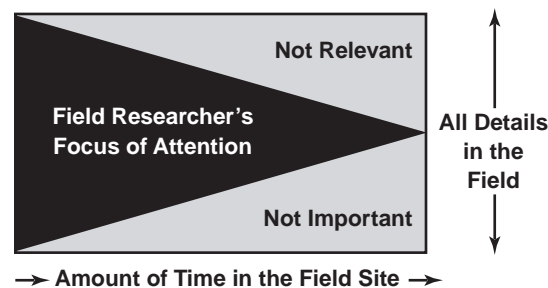 Not Relevant
Field Researcher’s
Focus of Attention
All Details
in the
Field
Not Important
Amount of Time in the Field Site